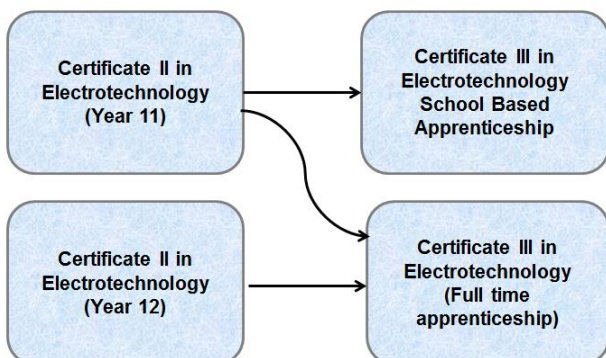 Certificate II in
Electrotechnology
(Year 11)
Certificate III in
Electrotechnology
School Based
Apprenticeship
Certificate II in
Electrotechnology
(Year 12)
Certificate III in
Electrotechnology
(Full time
apprenticeship)